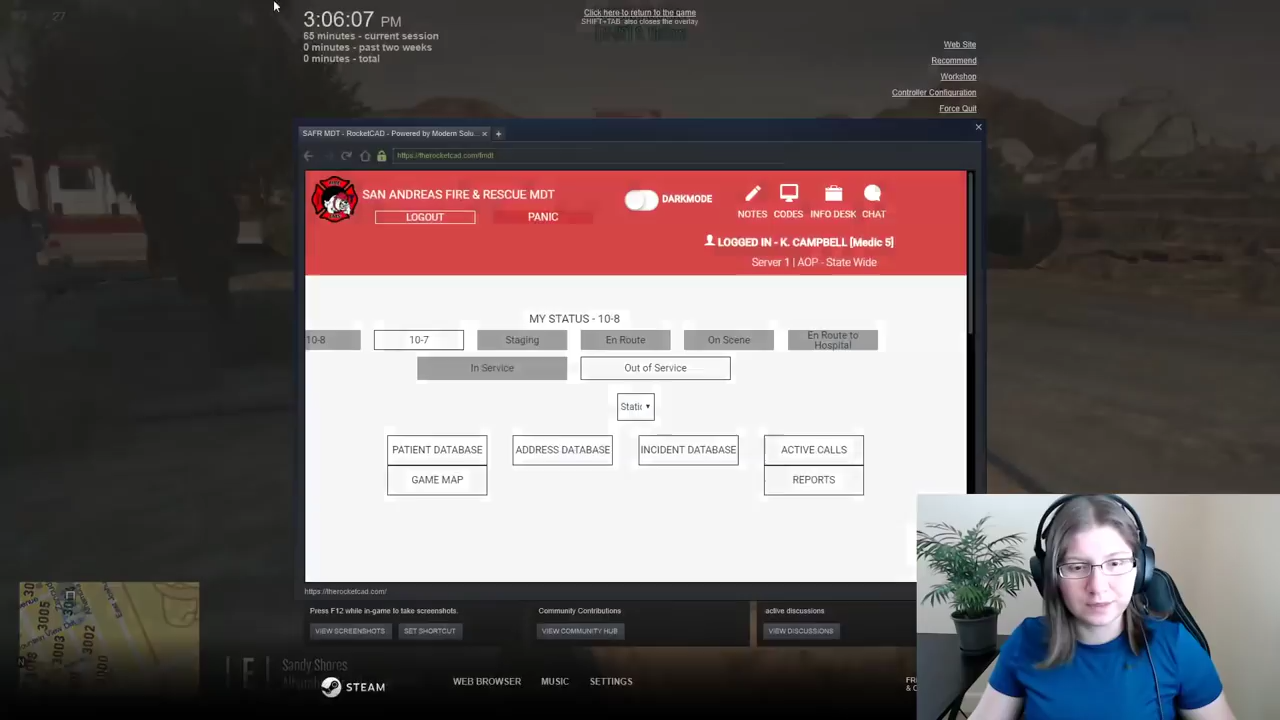 27
3:06:07 PM
65 minutes - current session
0 minutes - past two weeks
0 minutes - total
Click here to return to the game
SHIFT+TAB also closes the overlay
Web Site
Recommend
Workshop
Controller Configuration
Force Quit
SAFR MDT - RocketCAD - Powered by Modern Solu...
https://therocketcad.com/fmdt
SAN ANDREAS FIRE & RESCUE MDT
LOGOUT
PANIC
DARKMODE
NOTES
CODES
INFO DESK
CHAT
LOGGED IN - K. CAMPBELL [Medic 5]
Server 1 | AOP - State Wide
MY STATUS - 10-8
10-8
10-7
Staging
En Route
On Scene
En Route to
Hospital
In Service
Out of Service
Static
PATIENT DATABASE
ADDRESS DATABASE
INCIDENT DATABASE
ACTIVE CALLS
GAME MAP
REPORTS
https://therocketcad.com/
Press F12 while in-game to take screenshots.
Community Contributions
active discussions
VIEW SCREENSHOTS
SET SHORTCUT
VIEW COMMUNITY HUB
VIEW DISCUSSIONS
3005
3003
3002
E
Sandy Shores
STEAM
WEB BROWSER
MUSIC
SETTINGS